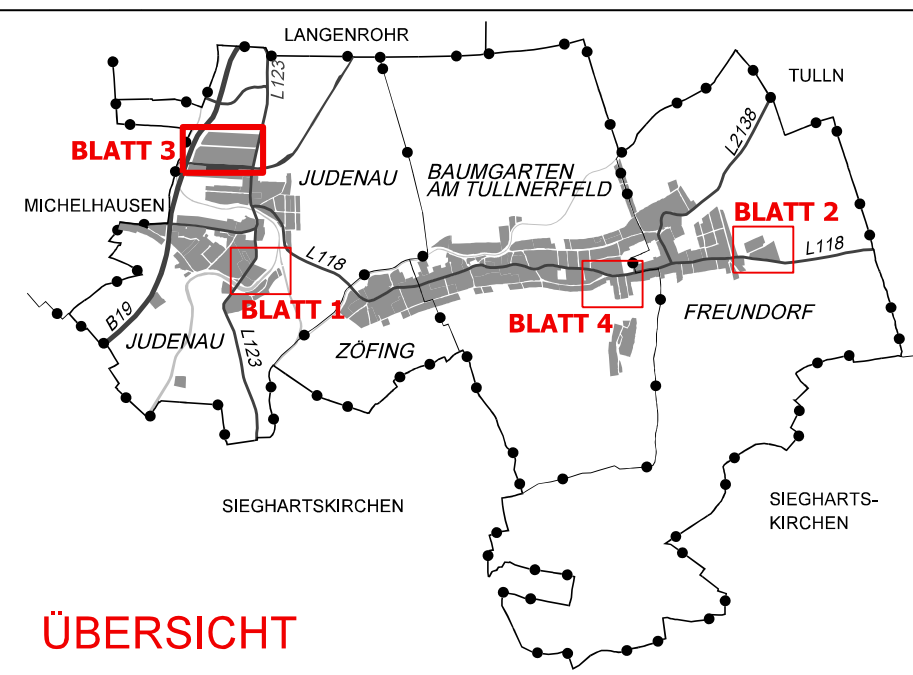 LANGENROHR
TULLN
L123
L2138
BLATT 3
JUDENAU
BAUMGARTEN
AM TULLNERFELD
MICHELHAUSEN
BLATT 2
L118
L118
BLATT 1
B19
BLATT 4
FREUNDORF
JUDENAU
L123
ZÖFING
SIEGHARTSKIRCHEN
SIEGHARTS-
KIRCHEN
ÜBERSICHT